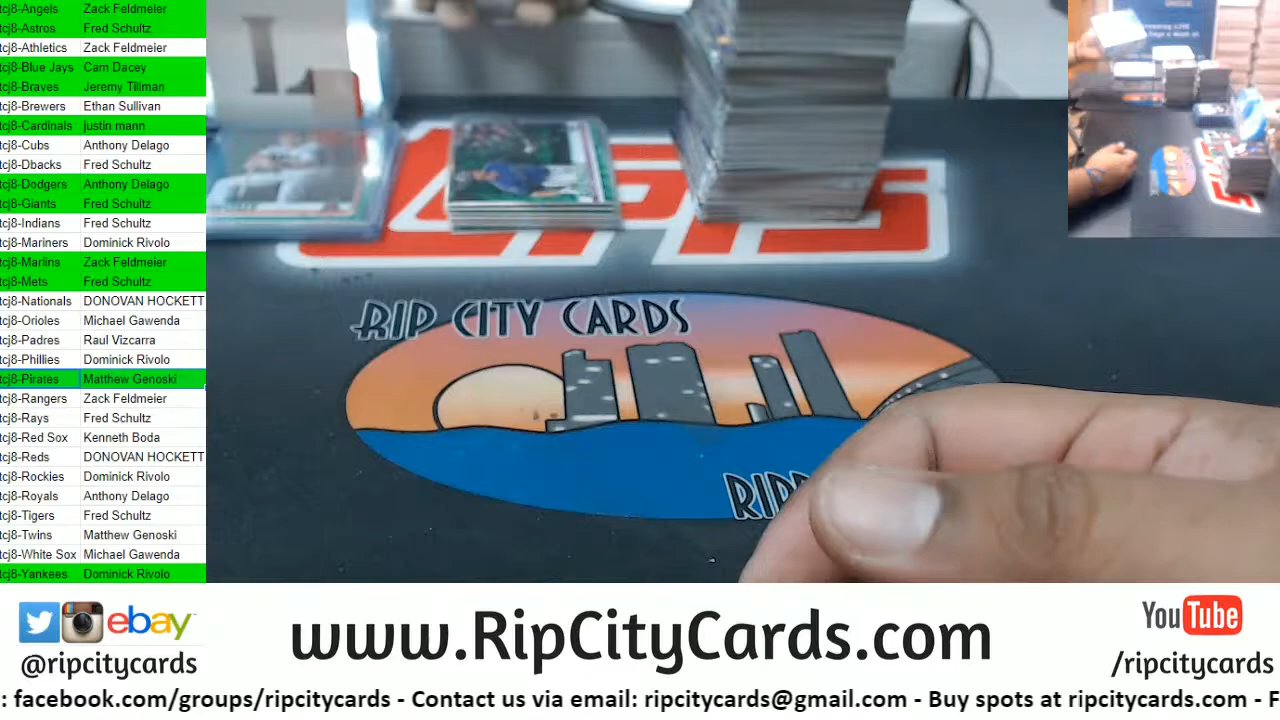 tcj8-Angels Zack Feldmeier
tcj8-Astros Fred Schultz
tcj8-Athletics Zack Feldmeier
tcj8-Blue Jays Cam Dacey
tcj8-Braves Jeremy Tillman
tcj8-Brewers Ethan Sullivan
tcj8-Cardinals justin mann
tcj8-Cubs Anthony Delago
tcj8-Dbacks Fred Schultz
tcj8-Dodgers Anthony Delago
tcj8-Giants Fred Schultz
tcj8-Indians Fred Schultz
tcj8-Mariners Dominick Rivolo
tcj8-Marlins Zack Feldmeier
tcj8-Mets Fred Schultz
tcj8-Nationals DONOVAN HOCKETT
tcj8-Orioles Michael Gawenda
tcj8-Padres Raul Vizcarra
tcj8-Phillies Dominick Rivolo
tcj8-Pirates Matthew Genoski
tcj8-Rangers Zack Feldmeier
tcj8-Rays Fred Schultz
tcj8-Red Sox Kenneth Boda
tcj8-Reds DONOVAN HOCKETT
tcj8-Rockies Dominick Rivolo
tcj8-Royals Anthony Delago
tcj8-Tigers Fred Schultz
tcj8-Twins Matthew Genoski
tcj8-White Sox Michael Gawenda
tcj8-Yankees Dominick Rivolo
RIP CITY CARDS
ebay
@ripcitycards
www.RipCityCards.com
YouTube
/ripcitycards
: facebook.com/groups/ripcitycards - Contact us via email: ripcitycards@gmail.com - Buy spots at ripcitycards.com - F